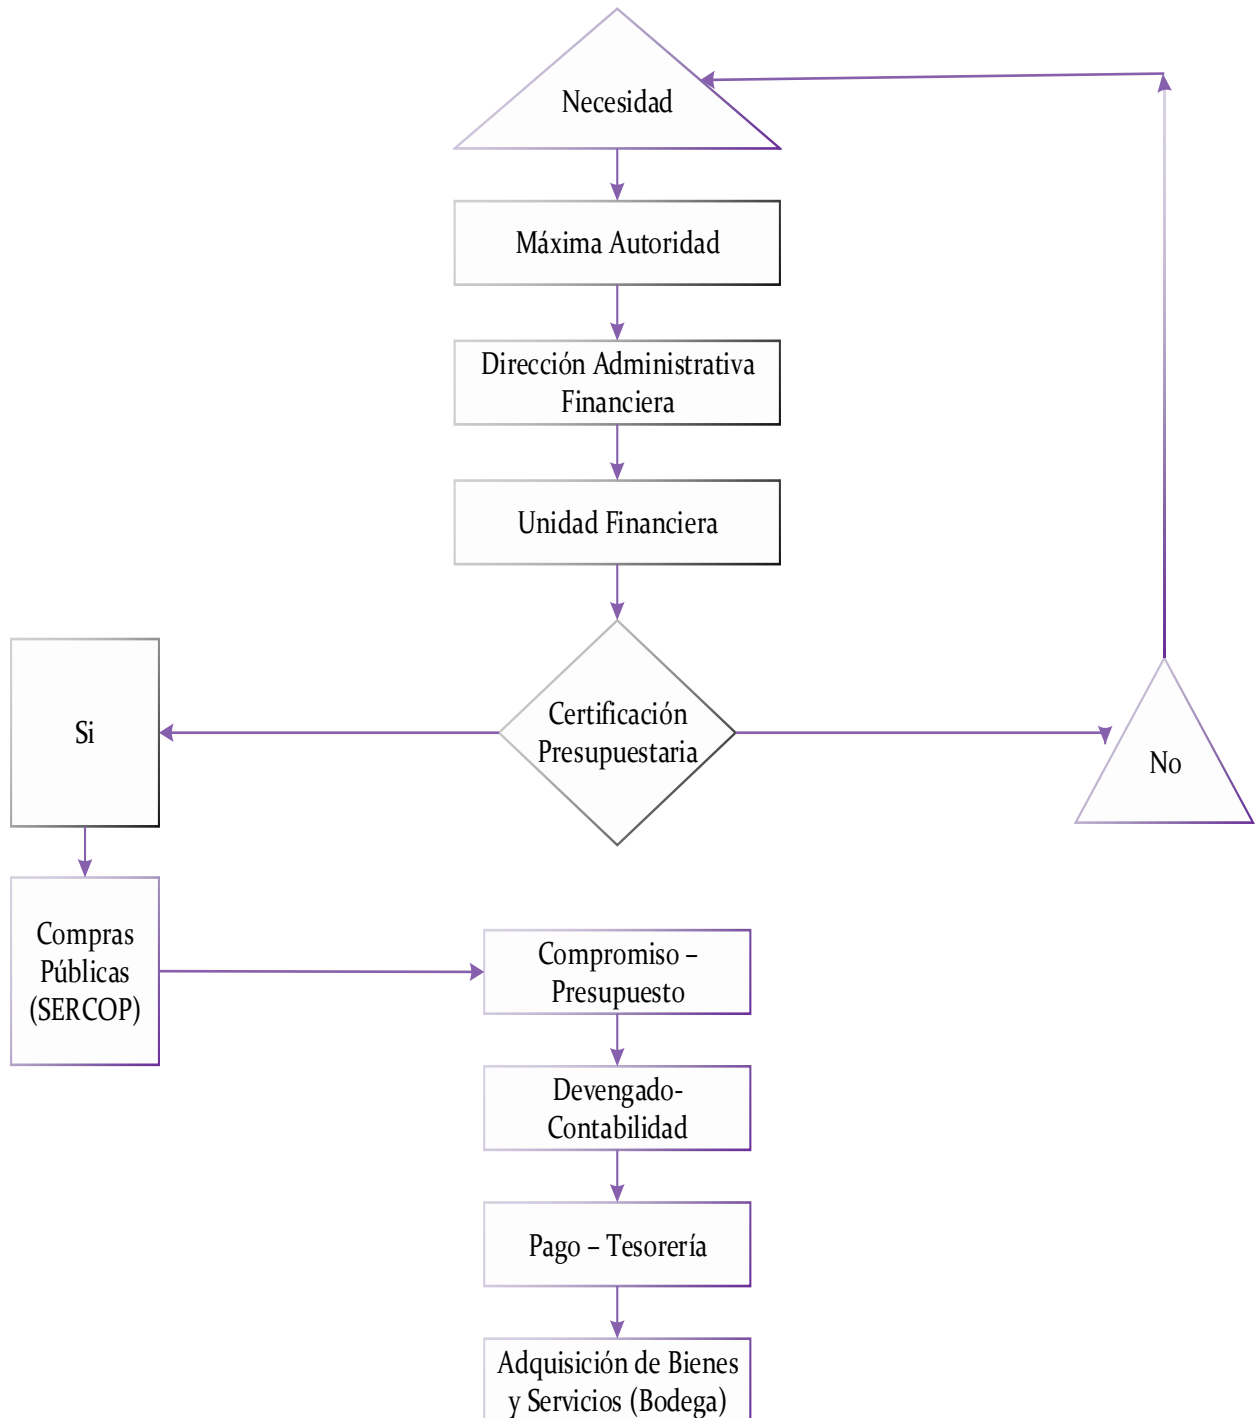 Necesidad
Máxima Autoridad
Dirección Administrativa
Financiera
Unidad Financiera
Certificación
Presupuestaria
Si
No
Compras
Públicas
(SERCOP)
Compromiso –
Presupuesto
Devengado-
Contabilidad
Pago – Tesorería
Adquisición de Bienes
y Servicios (Bodega)